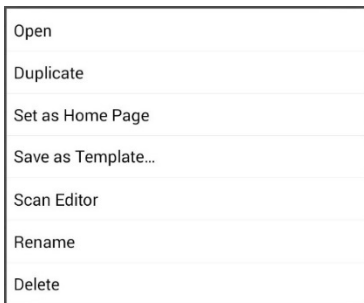 Open
Duplicate
Set as Home Page
Save as Template…
Scan Editor
Rename
Delete